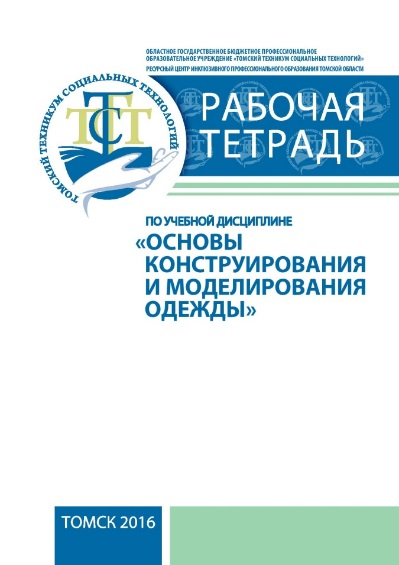 ОБЛАСТНОЕ ГОСУДАРСТВЕННОЕ БЮДЖЕТНОЕ ПРОФЕССИОНАЛЬНОЕ
ОБРАЗОВАТЕЛЬНОЕ УЧРЕЖДЕНИЕ «ТОМСКИЙ ТЕХНИКУМ СОЦИАЛЬНЫХ ТЕХНОЛОГИЙ»
РЕСУРСНЫЙ ЦЕНТР ИНКЛЮЗИВНОГО ПРОФЕССИОНАЛЬНОГО ОБРАЗОВАНИЯ ТОМСКОЙ ОБЛАСТИ
ТОМСКИЙ ТЕХНИКУМ СОЦИАЛЬНЫХ ТЕХНОЛОГИЙ
ТТСТ
РАБОЧАЯ
ТЕТРАДЬ
ПО УЧЕБНОЙ ДИСЦИПЛИНЕ
«ОСНОВЫ
КОНСТРУИРОВАНИЯ
И МОДЕЛИРОВАНИЯ
ОДЕЖДЫ»
ТОМСК 2016